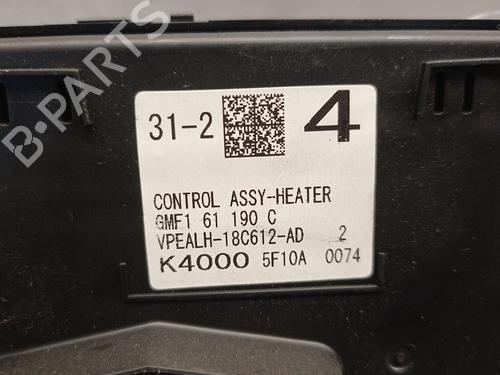 B-PARTS
31-2 4
CONTROL ASSY-HEATER
GMF1 61 190 C
VPEALH-18C612-AD 2
K4000 5F10A 0074